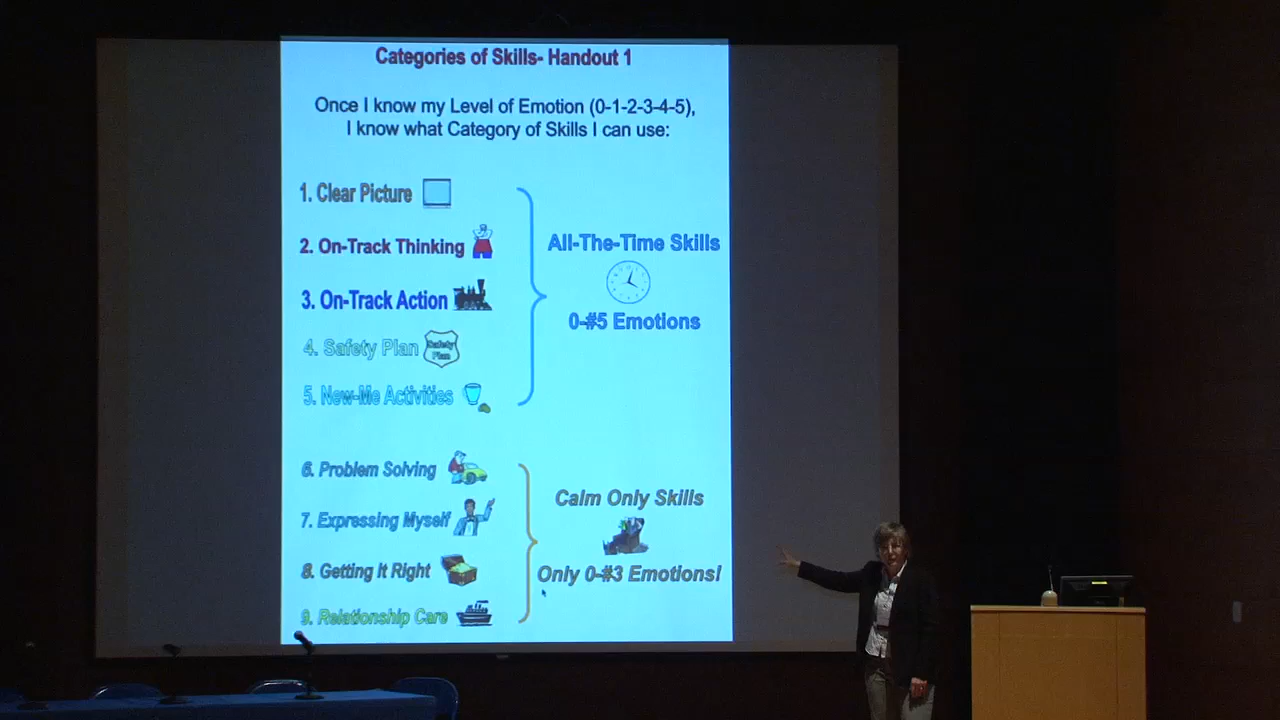 Categories of Skills- Handout 1
Once I know my Level of Emotion (0-1-2-3-4-5),
I know what Category of Skills I can use:
1. Clear Picture
2. On-Track Thinking
3. On-Track Action
4. Safety Plan
Safety
Plan
5. New-Me Activities
All-The-Time Skills
0-#5 Emotions
6. Problem Solving
7. Expressing Myself
8. Getting It Right
9. Relationship Care
Calm Only Skills
Only 0-#3 Emotions!